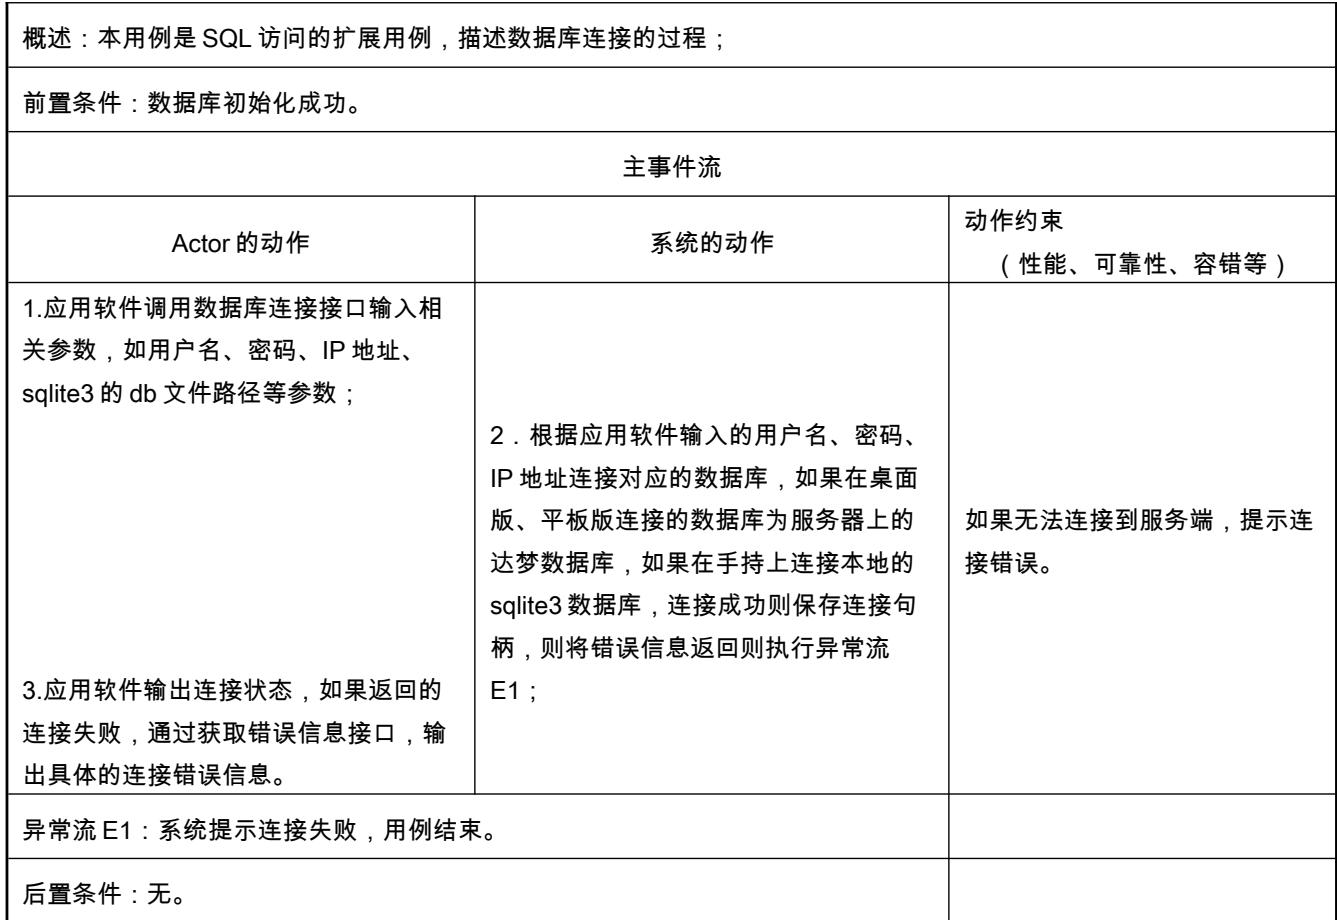 概述：本用例是 SQL 访问的扩展用例，描述数据库连接的过程；
前置条件：数据库初始化成功。
主事件流
Actor 的动作
系统的动作
动作约束
（性能、可靠性、容错等）
1.应用软件调用数据库连接接口输入相
关参数，如用户名、密码、IP 地址、
sqlite3 的 db 文件路径等参数；
3.应用软件输出连接状态，如果返回的
连接失败，通过获取错误信息接口，输
出具体的连接错误信息。
2．根据应用软件输入的用户名、密码、
IP 地址连接对应的数据库，如果在桌面
版、平板版连接的数据库为服务器上的
达梦数据库，如果在手持上连接本地的
sqlite3 数据库，连接成功则保存连接句
柄，则将错误信息返回则执行异常流
E1；
如果无法连接到服务端，提示连
接错误。
异常流 E1：系统提示连接失败，用例结束。
后置条件：无。